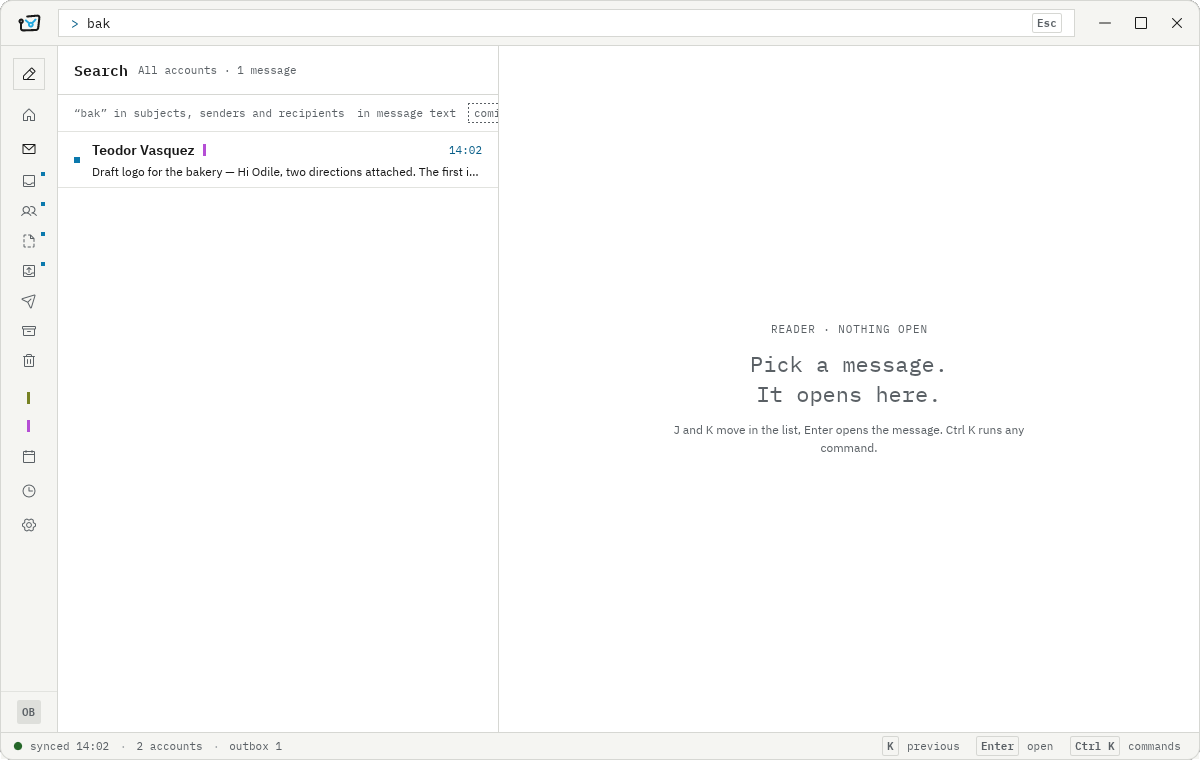 > bak Esc
Search All accounts · 1 message
“bak” in subjects, senders and recipients in message text
Teodor Vasquez 14:02
Draft logo for the bakery — Hi Odile, two directions attached. The first i…
READER · NOTHING OPEN
Pick a message.
It opens here.
J and K move in the list, Enter opens the message. Ctrl K runs any
command.
OB
synced 14:02 · 2 accounts · outbox 1 K previous Enter open Ctrl K commands